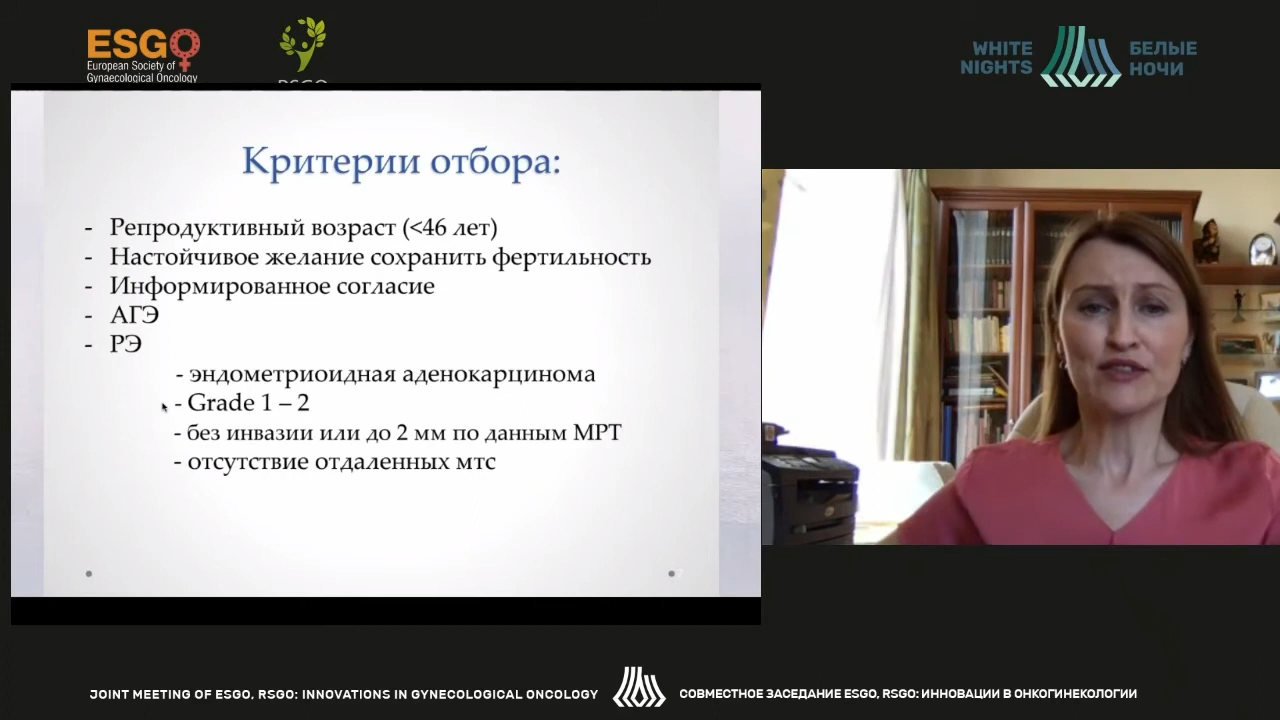 ESGO
European Society of
Gynaecological Oncology
RSGO
WHITE
NIGHTS
БЕЛЫЕ
НОЧИ
Критерии отбора:
- Репродуктивный возраст (<46 лет)
- Настойчивое желание сохранить фертильность
- Информированное согласие
- АГЭ
- РЭ
- эндометриоидная аденокарцинома
- Grade 1 – 2
- без инвазии или до 2 мм по данным МРТ
- отсутствие отдаленных мтс
JOINT MEETING OF ESGO, RSGO: INNOVATIONS IN GYNECOLOGICAL ONCOLOGY
СОВМЕСТНОЕ ЗАСЕДАНИЕ ESGO, RSGO: ИННОВАЦИИ В ОНКОГИНЕКОЛОГИИ